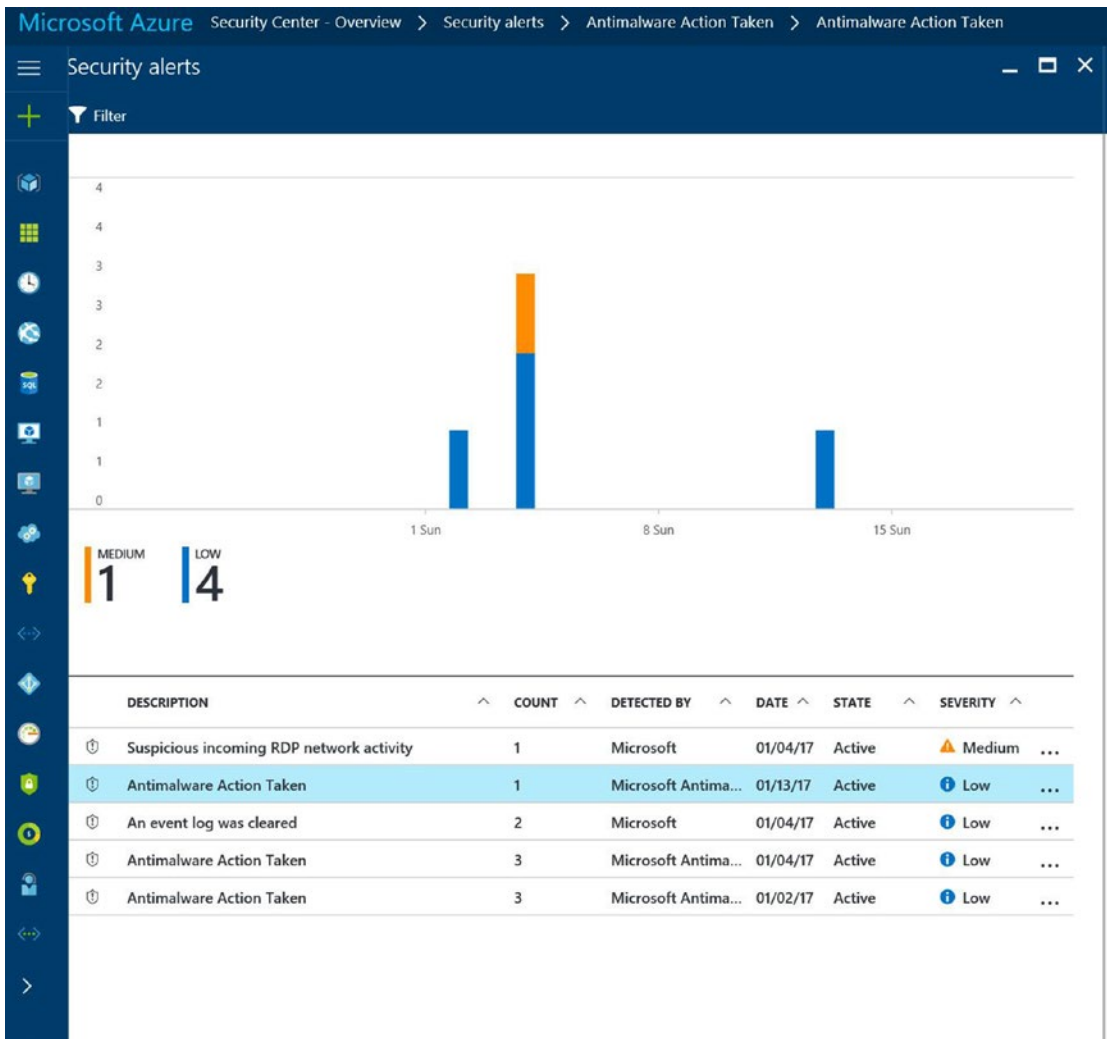 Microsoft Azure Security Center - Overview > Security alerts > Antimalware Action Taken > Antimalware Action Taken
Security alerts
Filter
4
4
3
3
2
2
1
1
0
1 Sun 8 Sun 15 Sun
MEDIUM LOW
1 4
DESCRIPTION COUNT DETECTED BY DATE STATE SEVERITY
Suspicious incoming RDP network activity 1 Microsoft 01/04/17 Active Medium ...
Antimalware Action Taken 1 Microsoft Antima... 01/13/17 Active Low ...
An event log was cleared 2 Microsoft 01/04/17 Active Low ...
Antimalware Action Taken 3 Microsoft Antima... 01/04/17 Active Low ...
Antimalware Action Taken 3 Microsoft Antima... 01/02/17 Active Low ...
SQL